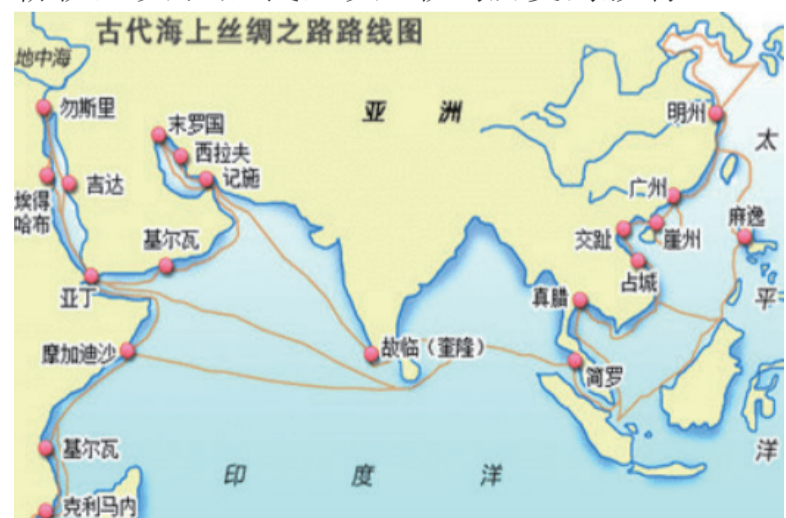 古代海上丝绸之路路线图
地中海
勿斯里
末罗国
西拉夫
记施
亚 洲
明州
太
埃得
哈布
吉达
广州
麻逸
基尔瓦
交趾
崖州
占城
亚丁
真腊
平
摩加迪沙
故临（奎隆）
简罗
基尔瓦
洋
印 度 洋
克利马内